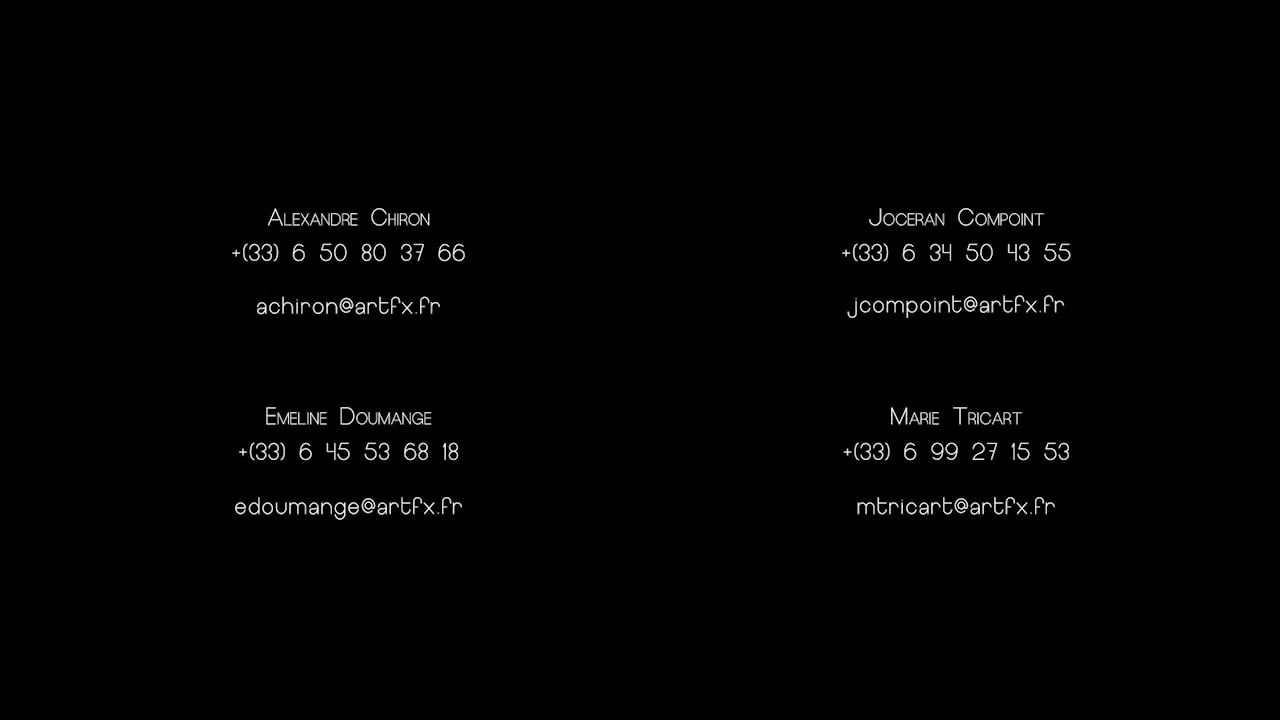 Alexandre Chiron
+(33) 6 50 80 37 66
achiron@artfx.fr
Joceran Compoint
+(33) 6 34 50 43 55
jcompoint@artfx.fr
Emeline Doumange
+(33) 6 45 53 68 18
edoumange@artfx.fr
Marie Tricart
+(33) 6 99 27 15 53
mtricart@artfx.fr